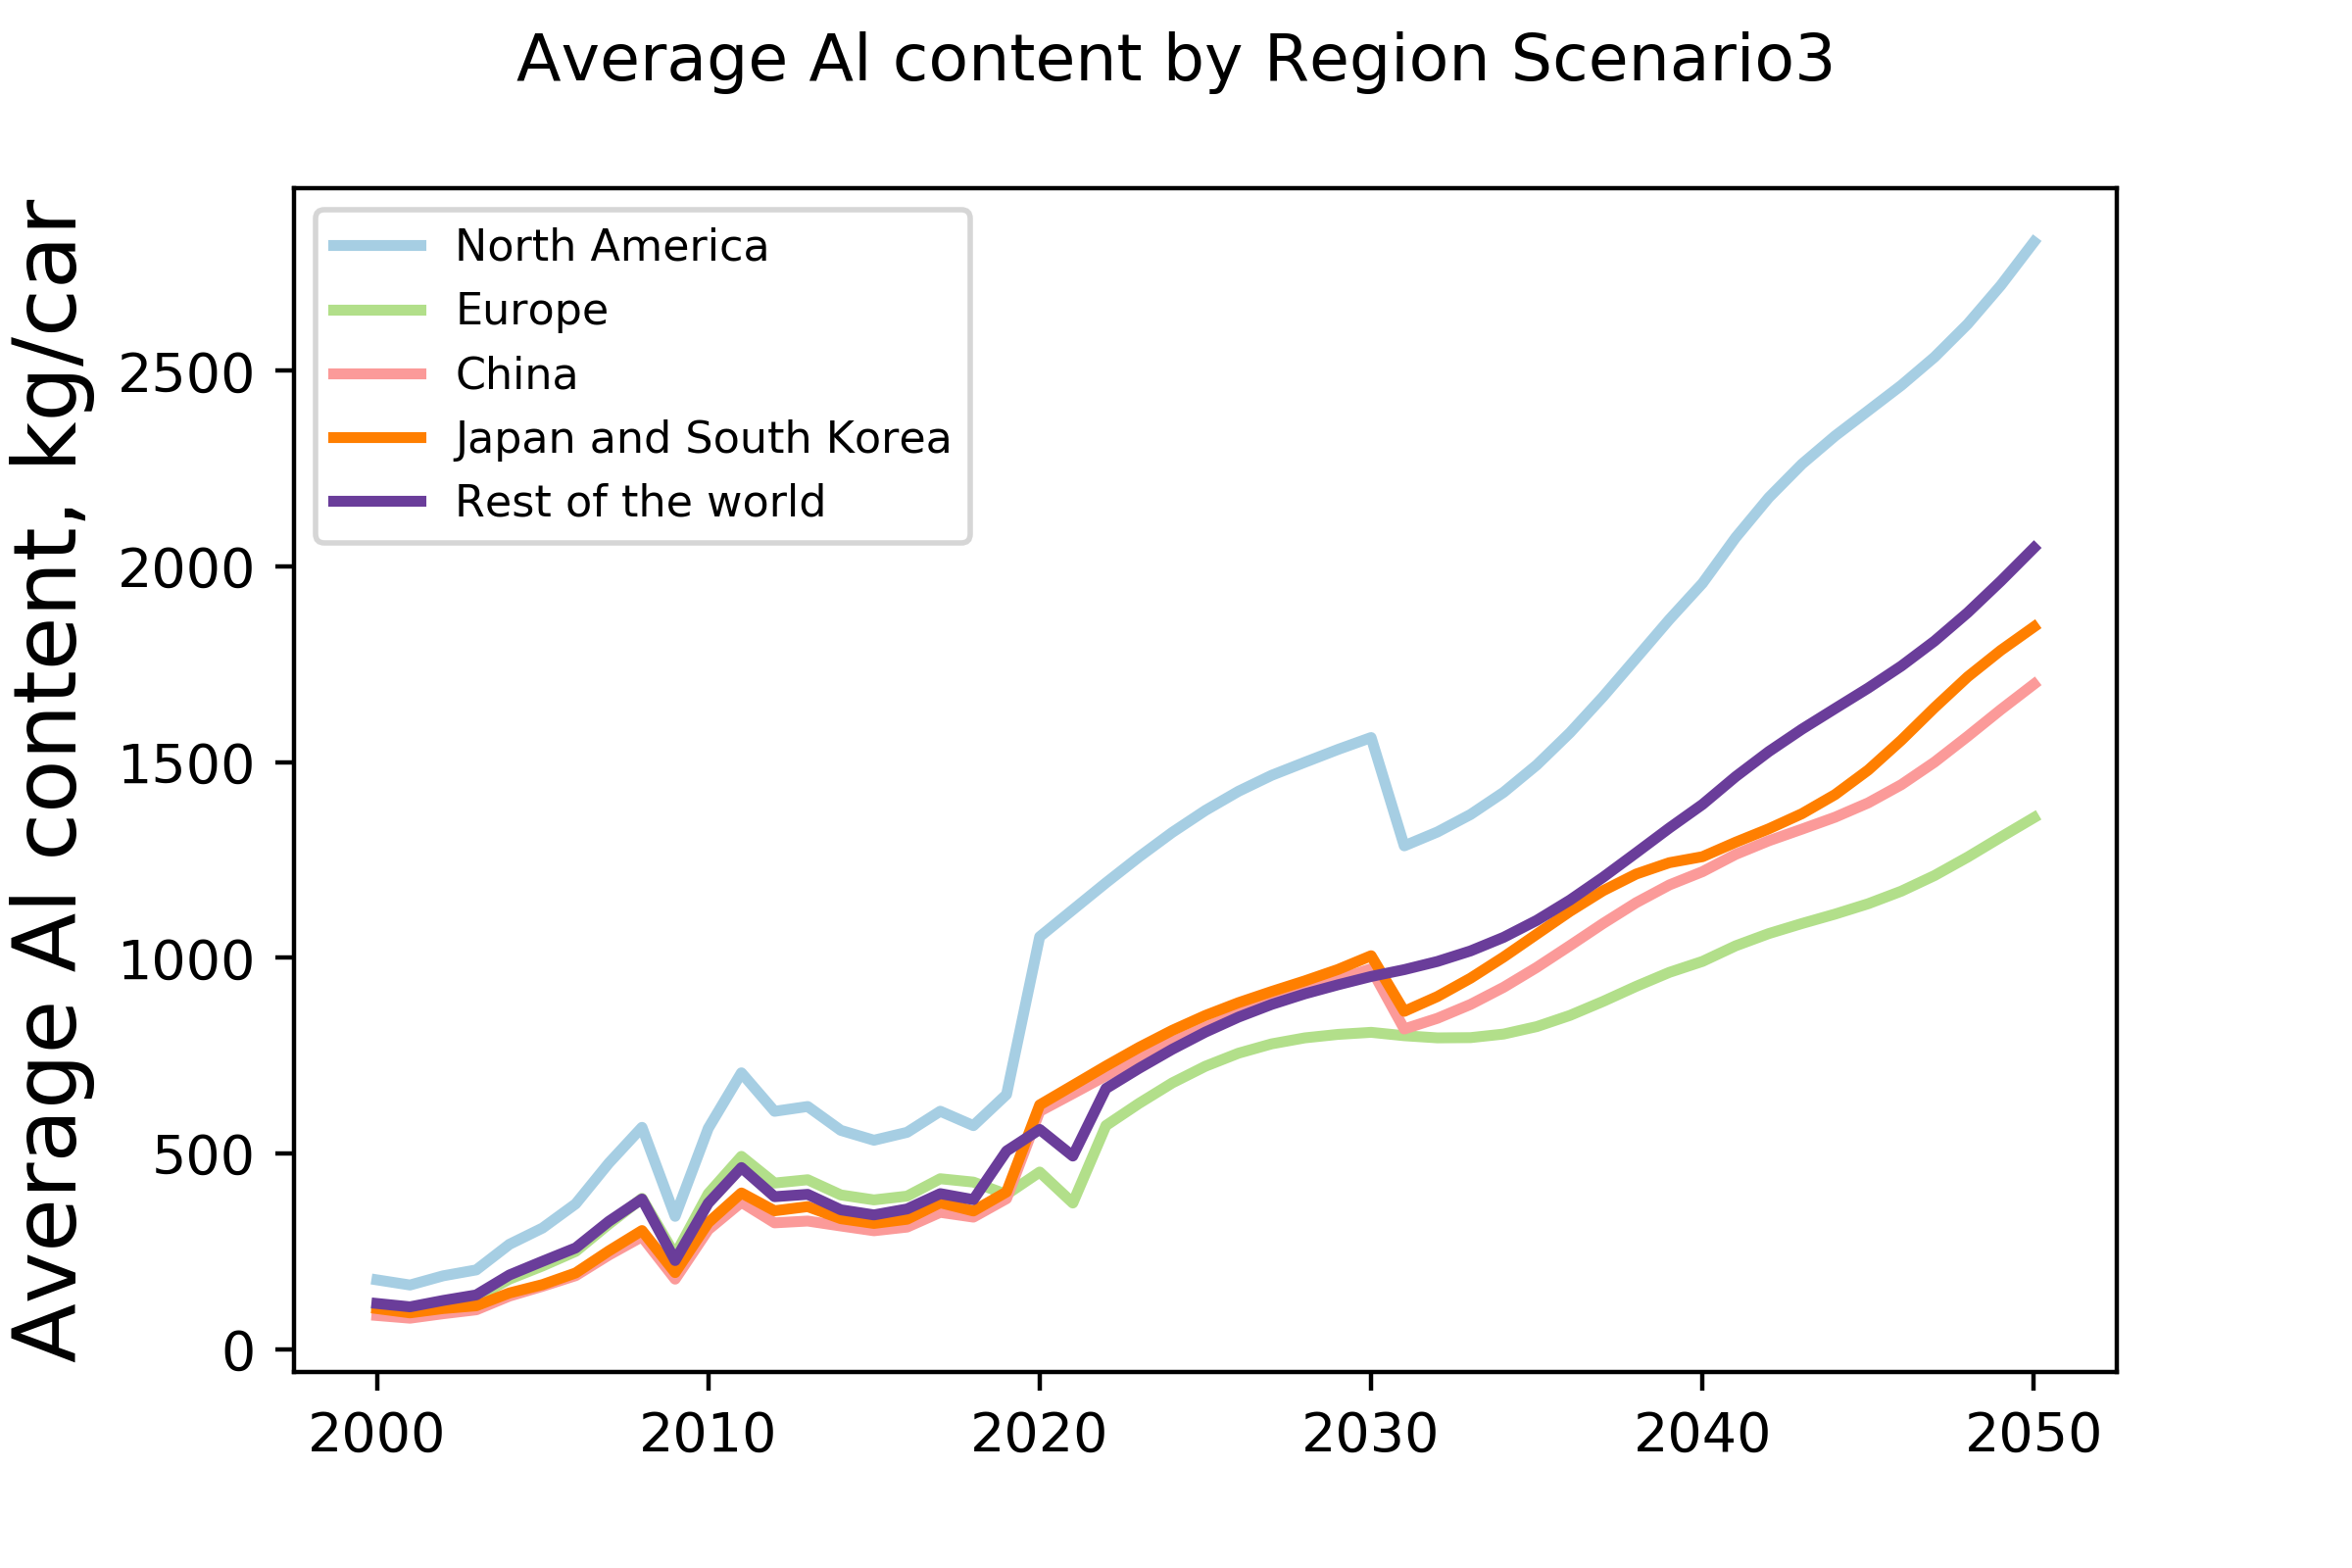 Average Al content by Region Scenario3
Average Al content, kg/car
North America
Europe
China
Japan and South Korea
Rest of the world
2500
2000
1500
1000
500
0
2000 2010 2020 2030 2040 2050